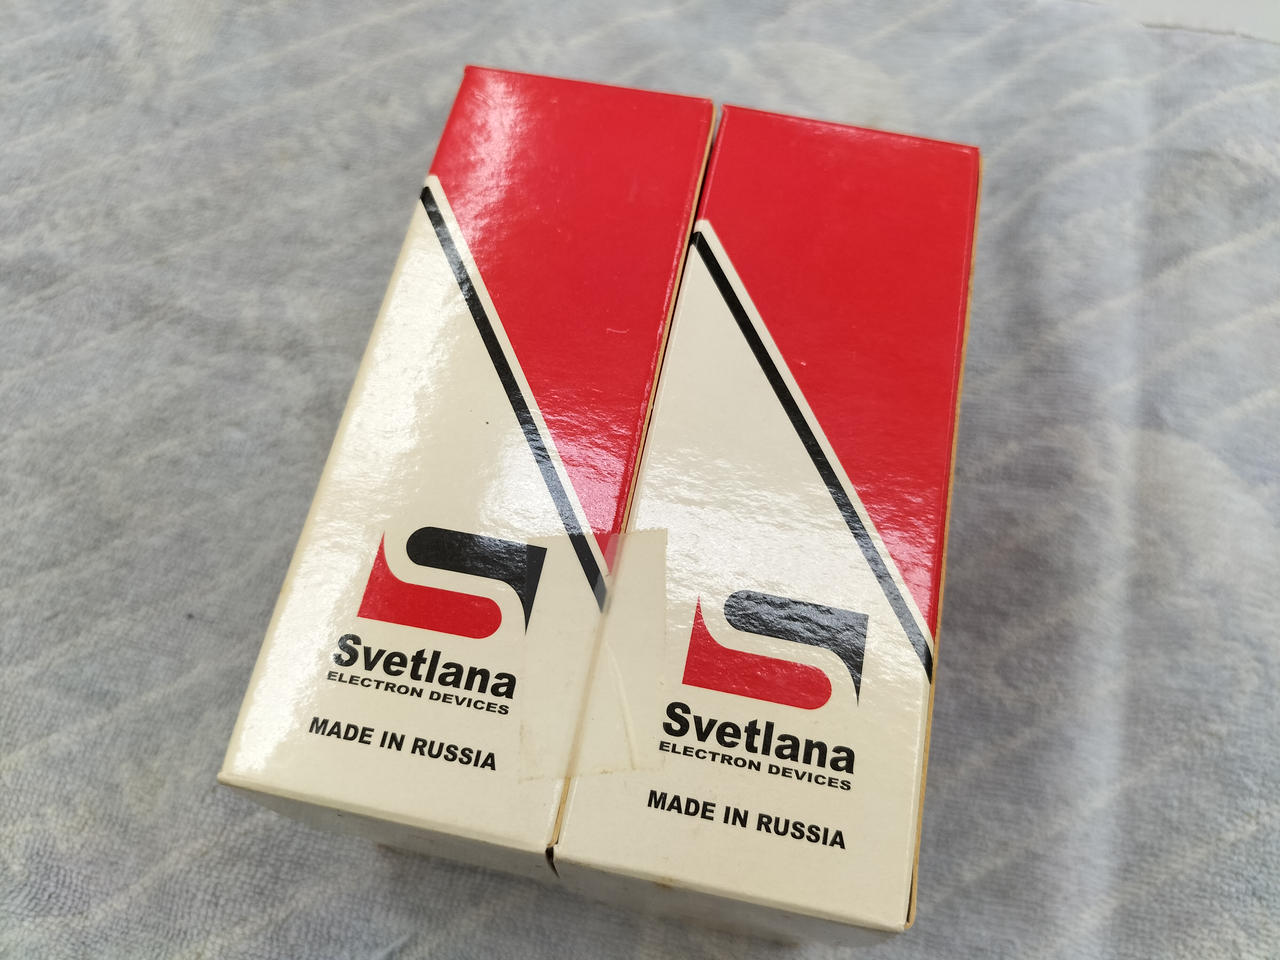 Svetlana
ELECTRON DEVICES
MADE IN RUSSIA
Svetlana
ELECTRON DEVICES
MADE IN RUSSIA